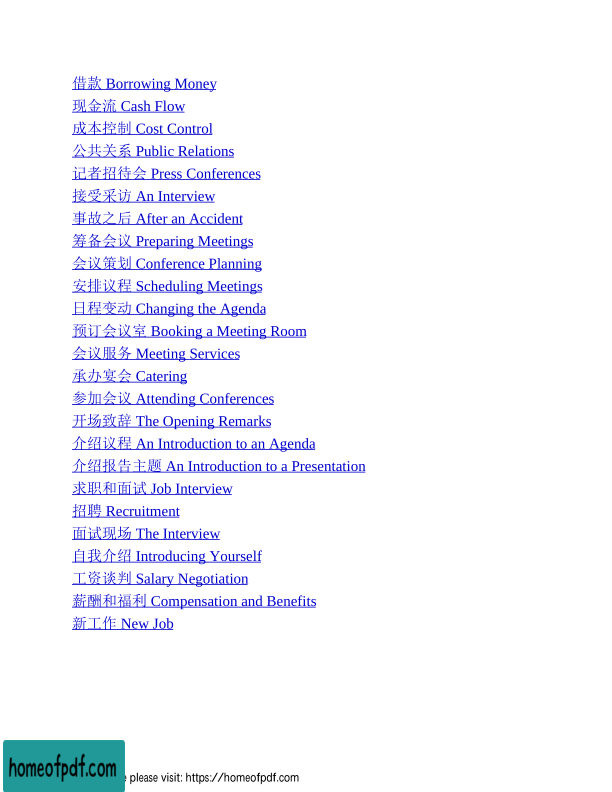 借款 Borrowing Money
现金流 Cash Flow
成本控制 Cost Control
公共关系 Public Relations
记者招待会 Press Conferences
接受采访 An Interview
事故之后 After an Accident
筹备会议 Preparing Meetings
会议策划 Conference Planning
安排议程 Scheduling Meetings
日程变动 Changing the Agenda
预订会议室 Booking a Meeting Room
会议服务 Meeting Services
承办宴会 Catering
参加会议 Attending Conferences
开场致辞 The Opening Remarks
介绍议程 An Introduction to an Agenda
介绍报告主题 An Introduction to a Presentation
求职和面试 Job Interview
招聘 Recruitment
面试现场 The Interview
自我介绍 Introducing Yourself
工资谈判 Salary Negotiation
薪酬和福利 Compensation and Benefits
新工作 New Job
homeofpdf.com
please visit: https://homeofpdf.com